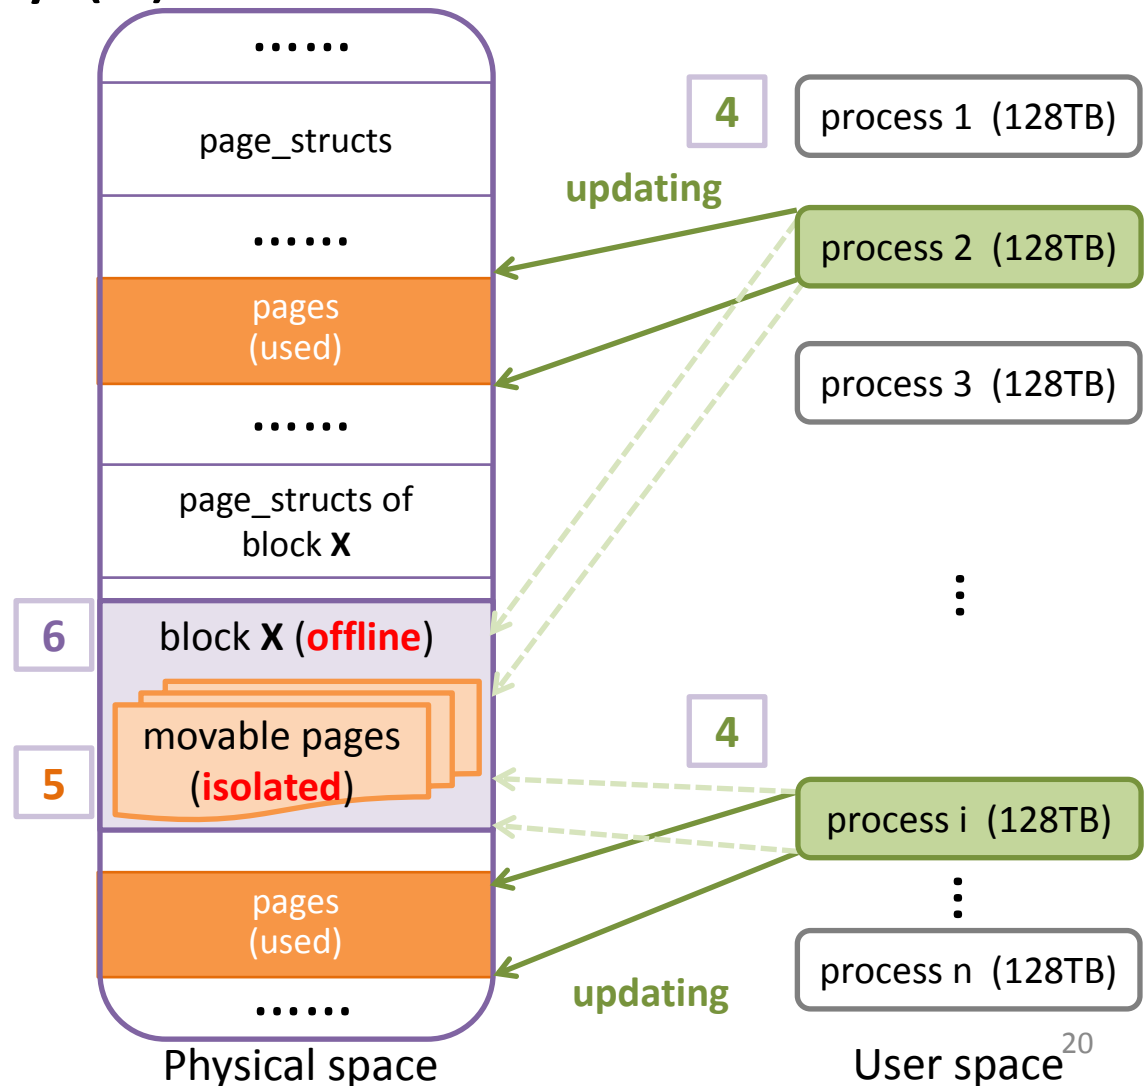 ......
page_structs
......
pages
(used)
......
page_structs of
block X
6
block X (offline)
5
movable pages
(isolated)
pages
(used)
......
Physical space
4
updating
process 1 (128TB)
process 2 (128TB)
process 3 (128TB)
...
4
process i (128TB)
...
process n (128TB)
updating
User space
20